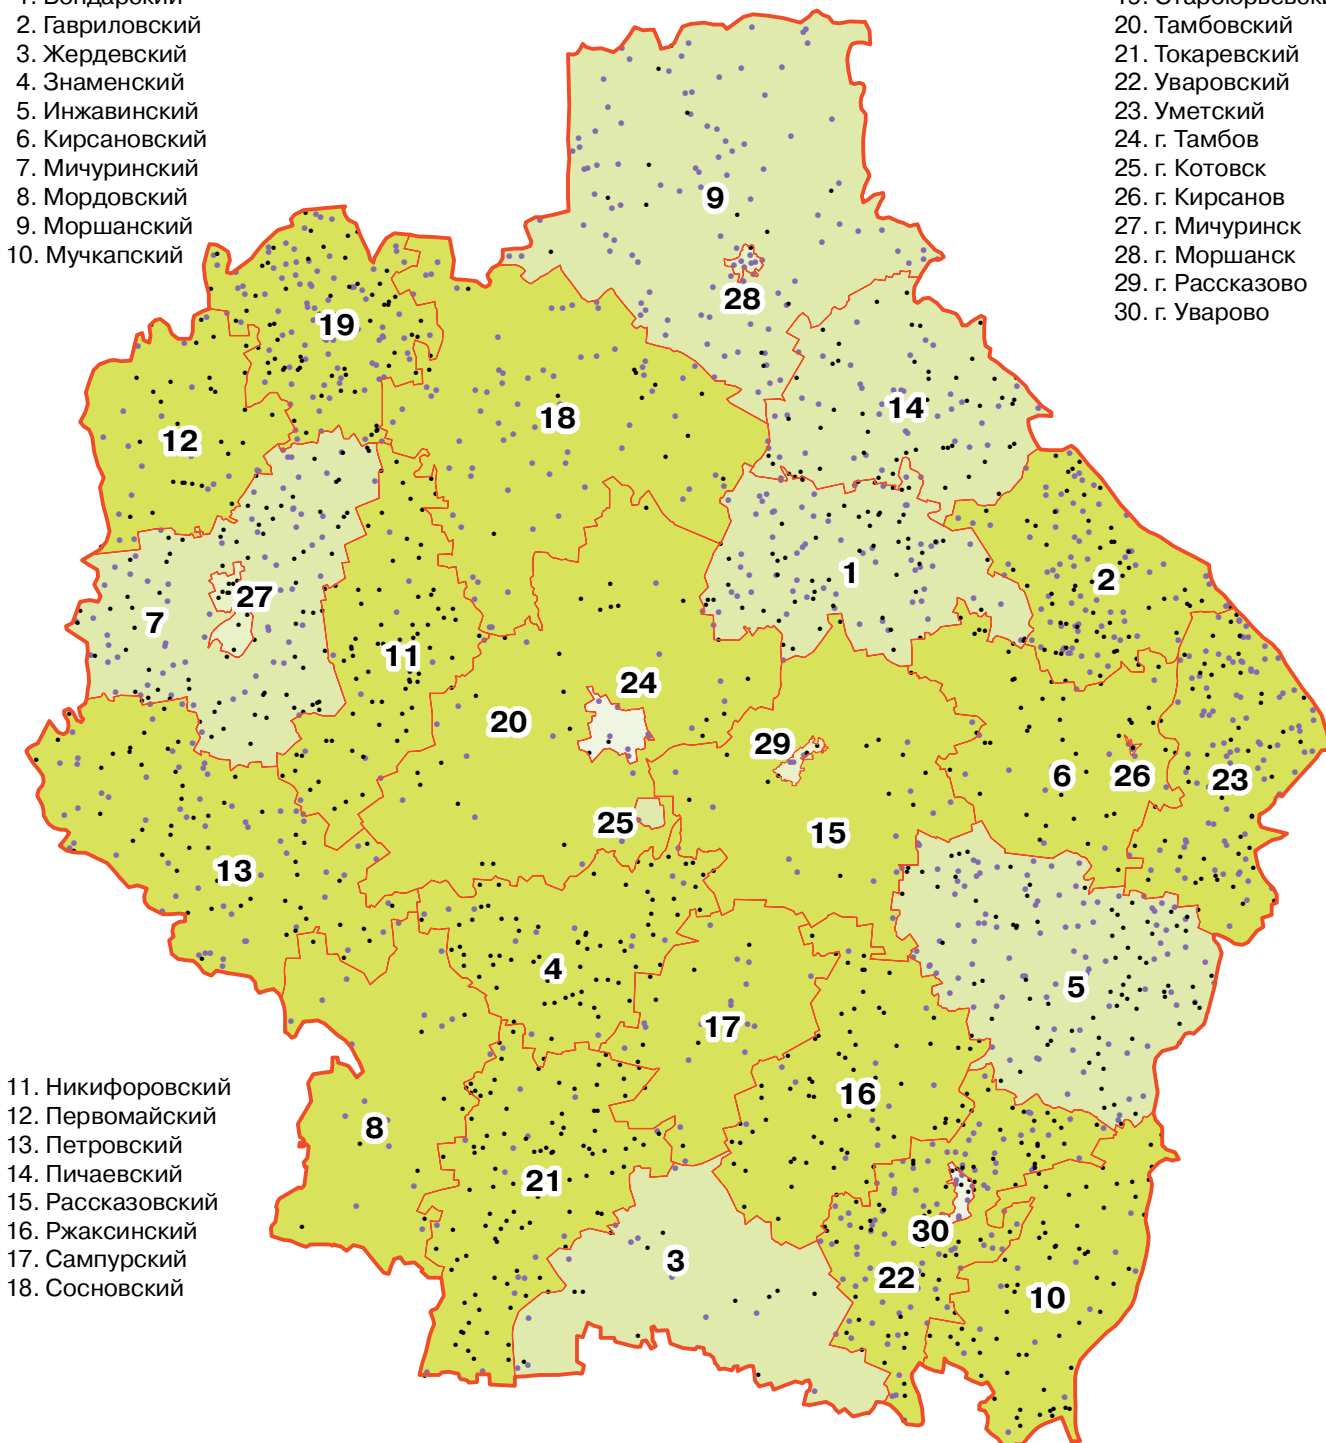 2. Гавриловский
3. Жердевский
4. Знаменский
5. Инжавинский
6. Кирсановский
7. Мичуринский
8. Мордовский
9. Моршанский
10. Мучкапский
20. Тамбовский
21. Токаревский
22. Уваровский
23. Уметский
24. г. Тамбов
25. г. Котовск
26. г. Кирсанов
27. г. Мичуринск
28. г. Моршанск
29. г. Рассказово
30. г. Уварово
9
28
19
14
18
12
1
2
27
7
11
24
20
29
6
26
23
25
15
13
4
5
17
16
8
21
30
3
22
10
11. Никифоровский
12. Первомайский
13. Петровский
14. Пичаевский
15. Рассказовский
16. Ржаксинский
17. Сампурский
18. Сосновский